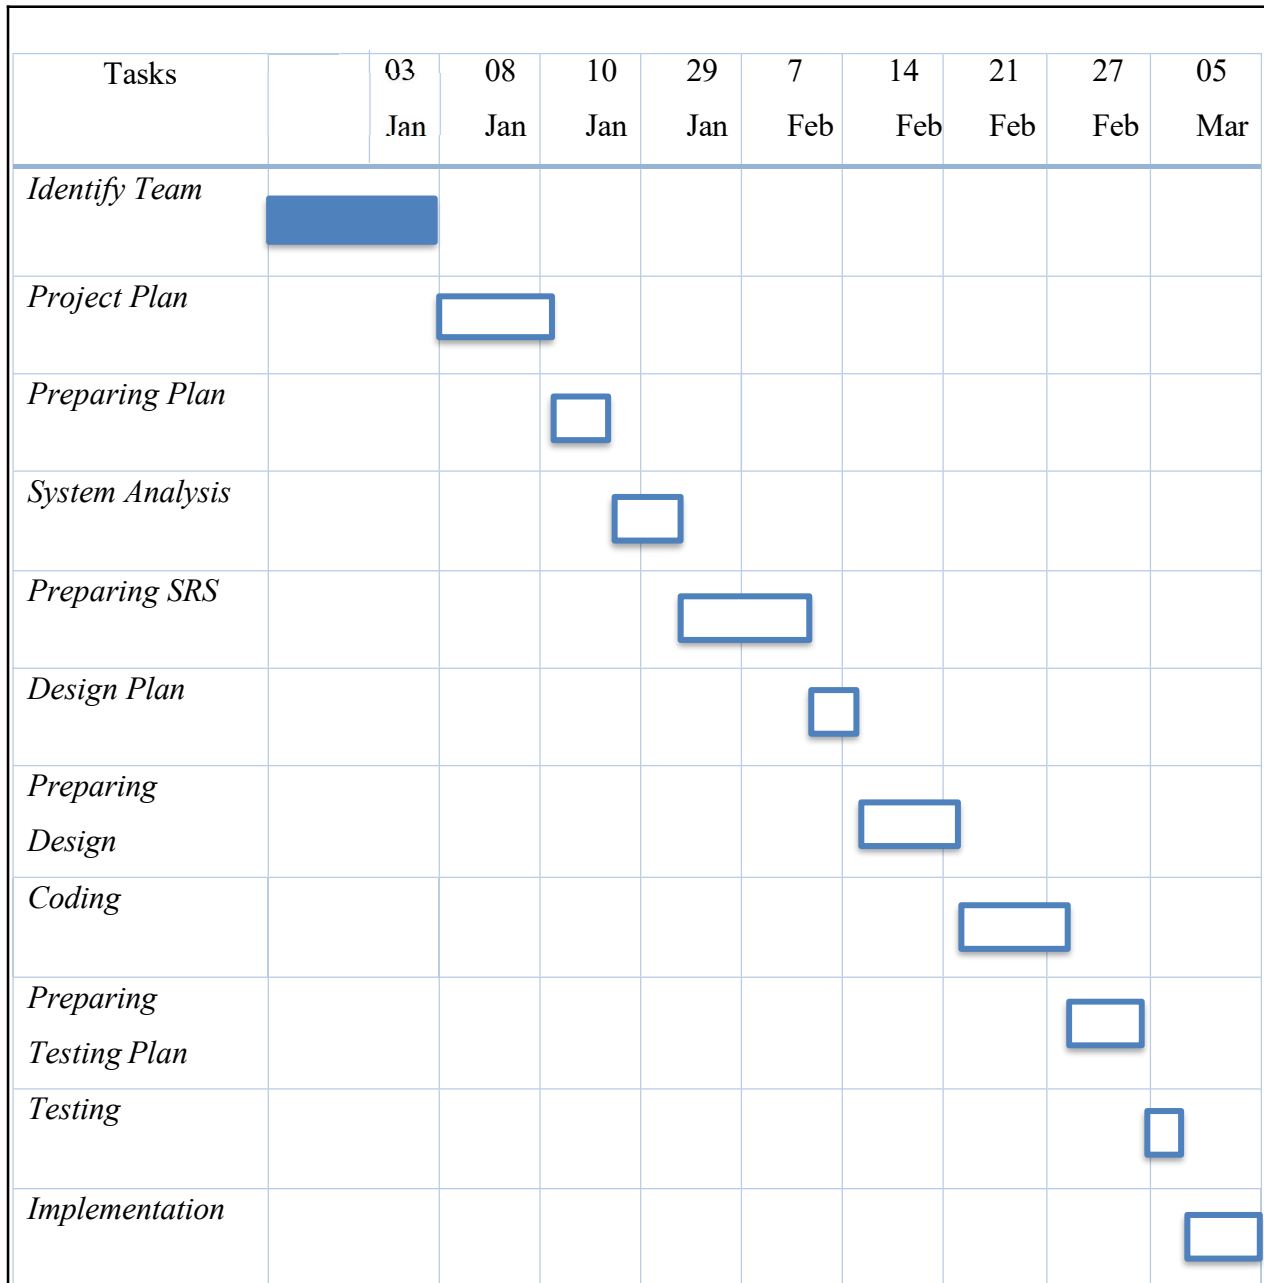 Tasks 03 08 10 29 7 14 21 27 05
Jan Jan Jan Jan Feb Feb Feb Feb Mar
Identify Team
Project Plan
Preparing Plan
System Analysis
Preparing SRS
Design Plan
Preparing
Design
Coding
Preparing
Testing Plan
Testing
Implementation